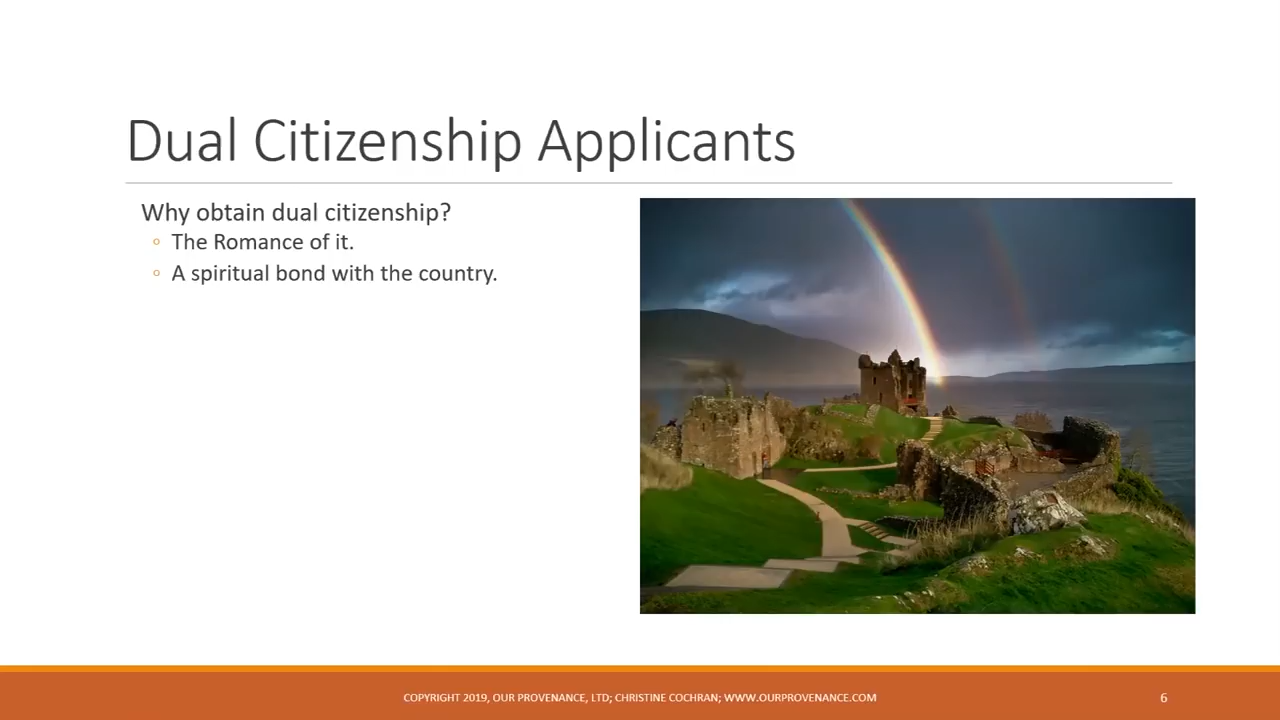 Dual Citizenship Applicants
Why obtain dual citizenship?
The Romance of it.
A spiritual bond with the country.
COPYRIGHT 2019, OUR PROVENANCE, LTD; CHRISTINE COCHRAN; WWW.OURPROVENANCE.COM
6